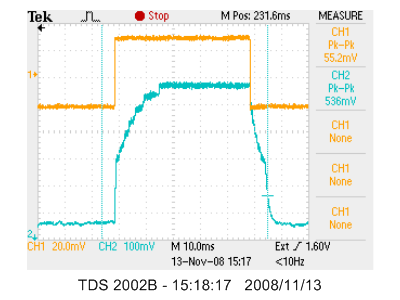 Tek Stop M Pos: 231.6ms MEASURE
CH1
Pk-Pk
55.2mV
CH2
Pk-Pk
536mV
CH1
None
CH1
None
CH1
None
1
2
CH1 20.0mV CH2 100mV M 10.0ms Ext 1.60V
13-Nov-08 15:17 <10Hz
TDS 2002B - 15:18:17 2008/11/13